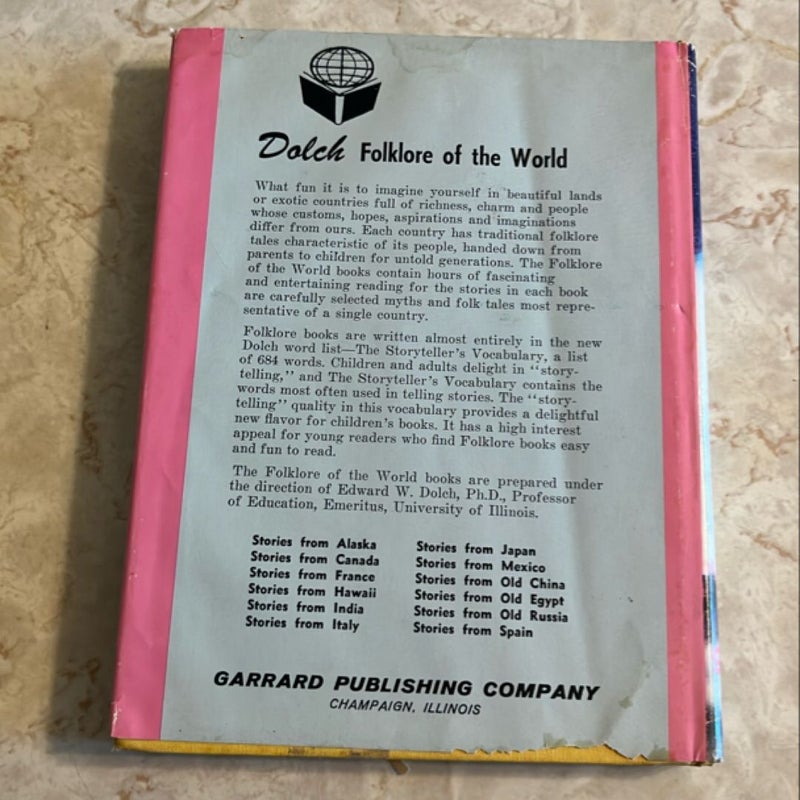 Dolch Folklore of the World
What fun it is to imagine yourself in beautiful lands
or exotic countries full of richness, charm and people
whose customs, hopes, aspirations and imaginations
differ from ours. Each country has traditional folklore
tales characteristic of its people, handed down from
parents to children for untold generations. The Folklore
of the World books contain hours of fascinating
and entertaining reading for the stories in each book
are carefully selected myths and folk tales most repre-
sentative of a single country.
Folklore books are written almost entirely in the new
Dolch word list—The Storyteller's Vocabulary, a list
of 684 words. Children and adults delight in "story-
telling," and The Storyteller's Vocabulary contains the
words most often used in telling stories. The "story-
telling" quality in this vocabulary provides a delightful
new flavor for children's books. It has a high interest
appeal for young readers who find Folklore books easy
and fun to read.
The Folklore of the World books are prepared under
the direction of Edward W. Dolch, Ph.D., Professor
of Education, Emeritus, University of Illinois.
Stories from Alaska
Stories from Canada
Stories from France
Stories from Hawaii
Stories from India
Stories from Italy
Stories from Japan
Stories from Mexico
Stories from Old China
Stories from Old Egypt
Stories from Old Russia
Stories from Spain
GARRARD PUBLISHING COMPANY
CHAMPAIGN, ILLINOIS